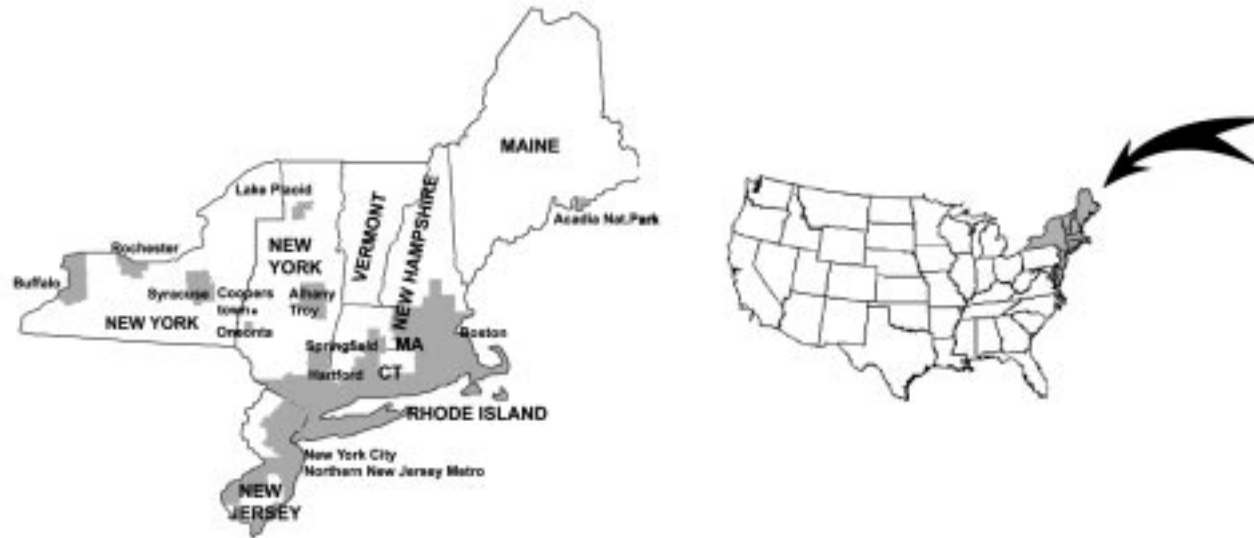 MAINE
Lake Placid
VERMONT
NEW HAMPSHIRE
Acadia Nat.Park
Rochester
NEW
YORK
Buffalo
Syracuse
Coopers
town
Albany
Troy
NEW YORK
Oneonta
Boston
Springfield
MA
Hartford
CT
RHODE ISLAND
New York City
Northern New Jersey Metro
NEW
JERSEY